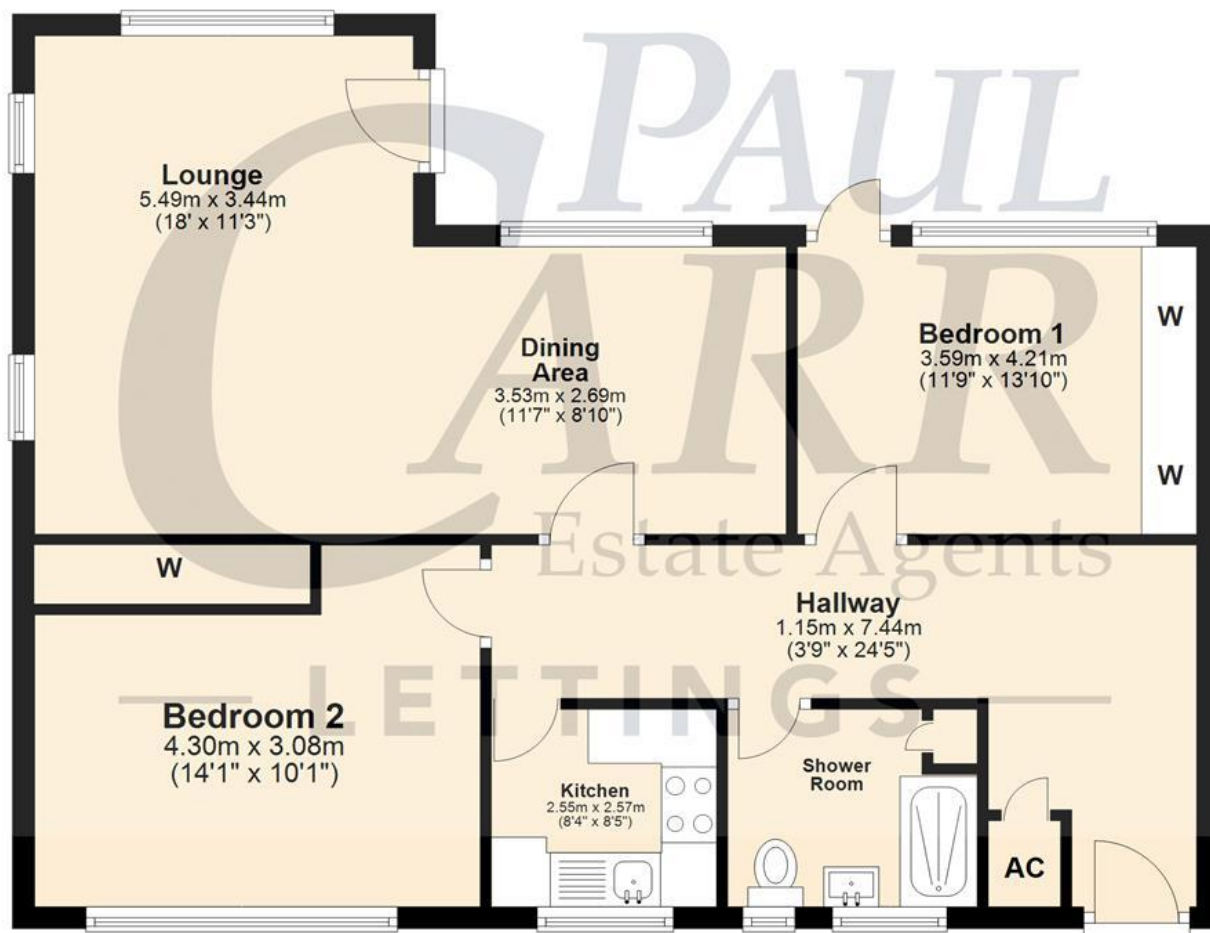 PAUL
CARR
Estate Agents
LETTINGS
Lounge
5.49m x 3.44m
(18' x 11'3")
Dining
Area
3.53m x 2.69m
(11'7" x 8'10")
Bedroom 1
3.59m x 4.21m
(11'9" x 13'10")
W
W
W
Hallway
1.15m x 7.44m
(3'9" x 24'5")
Bedroom 2
4.30m x 3.08m
(14'1" x 10'1")
Kitchen
2.55m x 2.57m
(8'4" x 8'5")
Shower
Room
AC